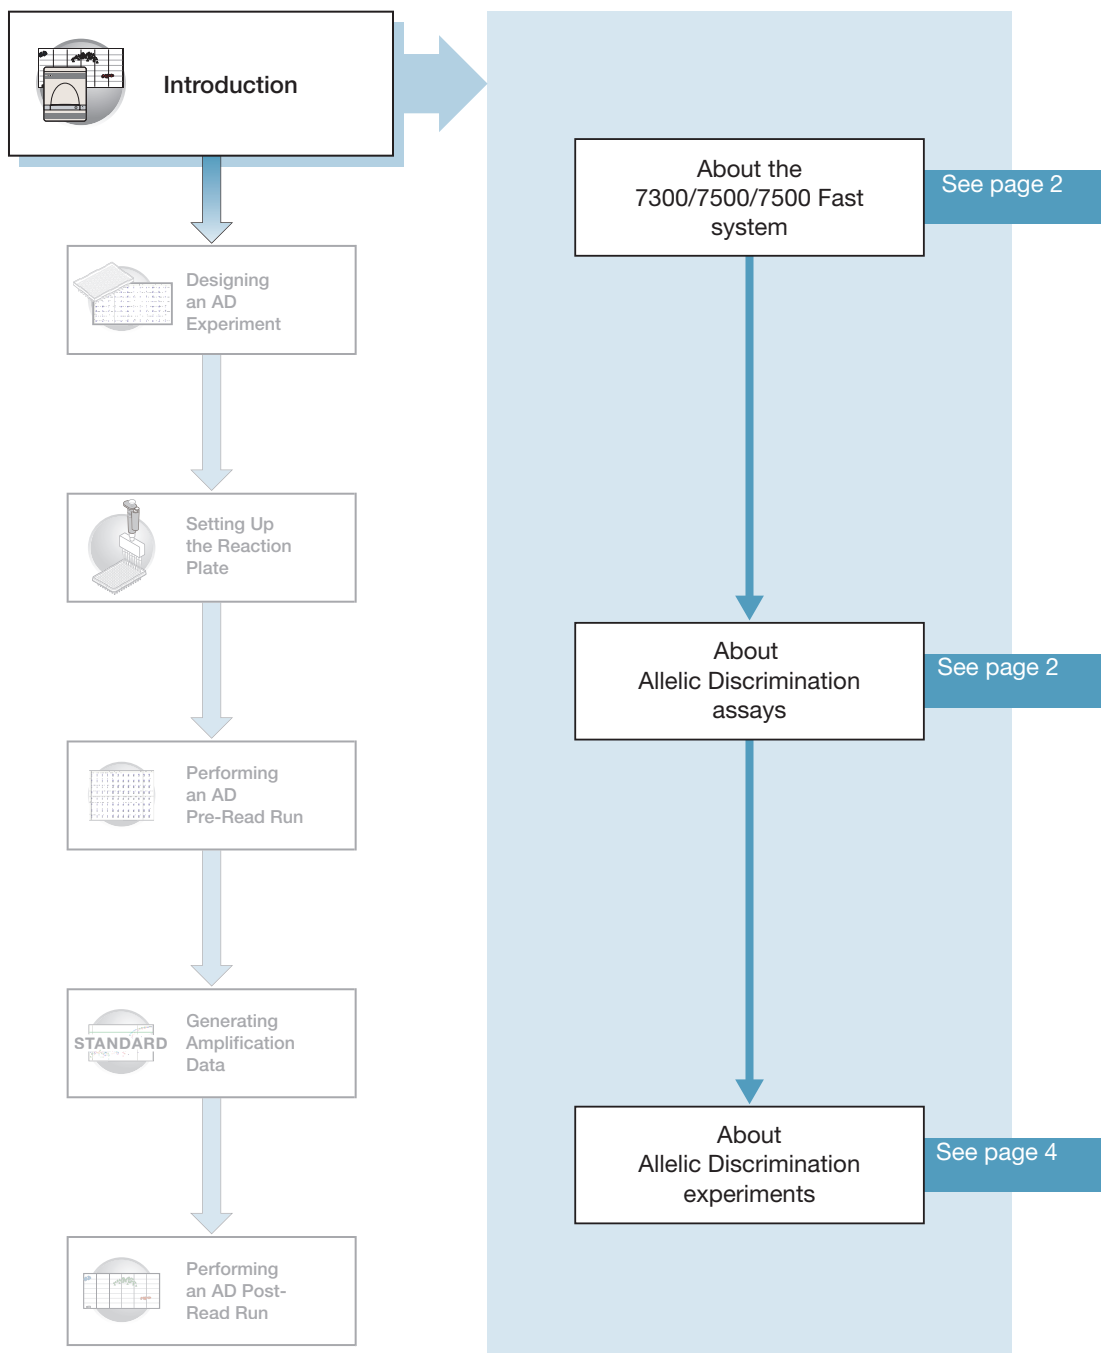 Introduction
Designing
an AD
Experiment
Setting Up
the Reaction
Plate
Performing
an AD
Pre-Read Run
STANDARD
Generating
Amplification
Data
Performing
an AD Post-
Read Run
About the
7300/7500/7500 Fast
system
See page 2
About
Allelic Discrimination
assays
See page 2
About
Allelic Discrimination
experiments
See page 4